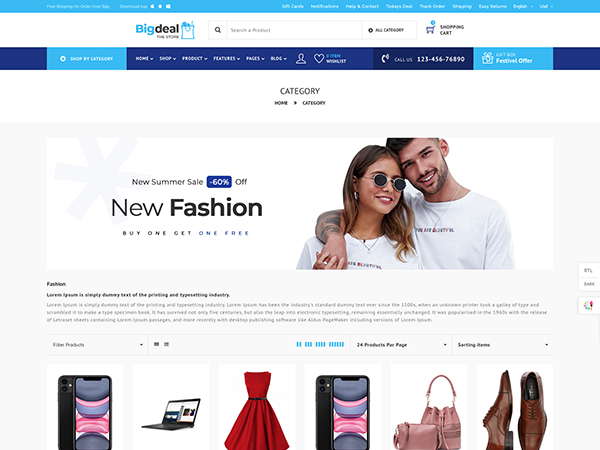 Free Shipping On Order Over $99
Download App
Gift Cards Notifications Help & Contact Todays Deal Track Order Shipping Easy Returns English Usd
Bigdeal
THE STORE
Search a Product
ALL CATEGORY
0
SHOPPING
CART
SHOP BY CATEGORY
HOME SHOP PRODUCT FEATURES PAGES BLOG
0 ITEM
WISHLIST
CALL US 123-456-76890
GIFT BOX
Festivel Offer
CATEGORY
HOME » CATEGORY
New Summer Sale -60% Off
New Fashion
BUY ONE GET ONE FREE
YOU ARE BEAUTIFUL.
RTL
DARK
Fashion
Lorem Ipsum is simply dummy text of the printing and typesetting industry.
Lorem Ipsum is simply dummy text of the printing and typesetting industry. Lorem Ipsum has been the industry's standard dummy text ever since the 1500s, when an unknown printer took a galley of type and
scrambled it to make a type specimen book. It has survived not only five centuries, but also the leap into electronic typesetting, remaining essentially unchanged. It was popularised in the 1960s with the release
of Letraset sheets containing Lorem Ipsum passages, and more recently with desktop publishing software like Aldus PageMaker including versions of Lorem Ipsum.
Filter Products
24 Products Par Page
Sorting items